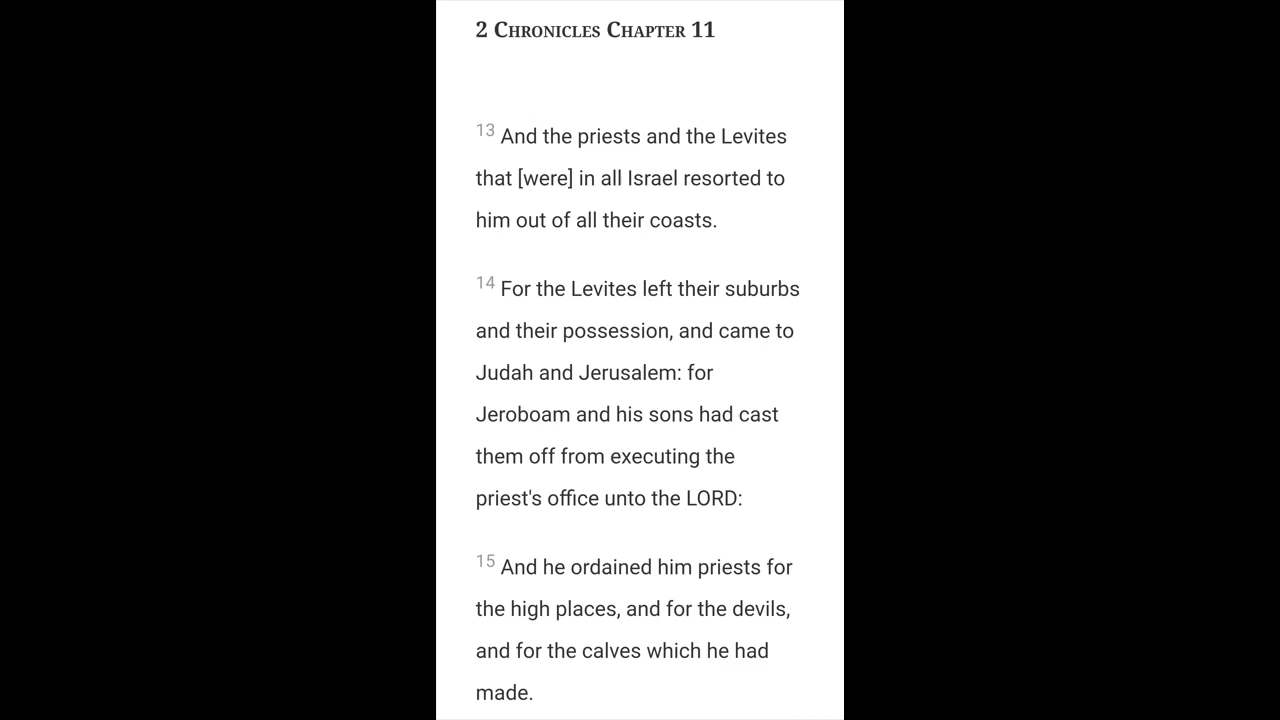 2 Chronicles Chapter 11
13 And the priests and the Levites
that [were] in all Israel resorted to
him out of all their coasts.
14 For the Levites left their suburbs
and their possession, and came to
Judah and Jerusalem: for
Jeroboam and his sons had cast
them off from executing the
priest's office unto the LORD:
15 And he ordained him priests for
the high places, and for the devils,
and for the calves which he had
made.